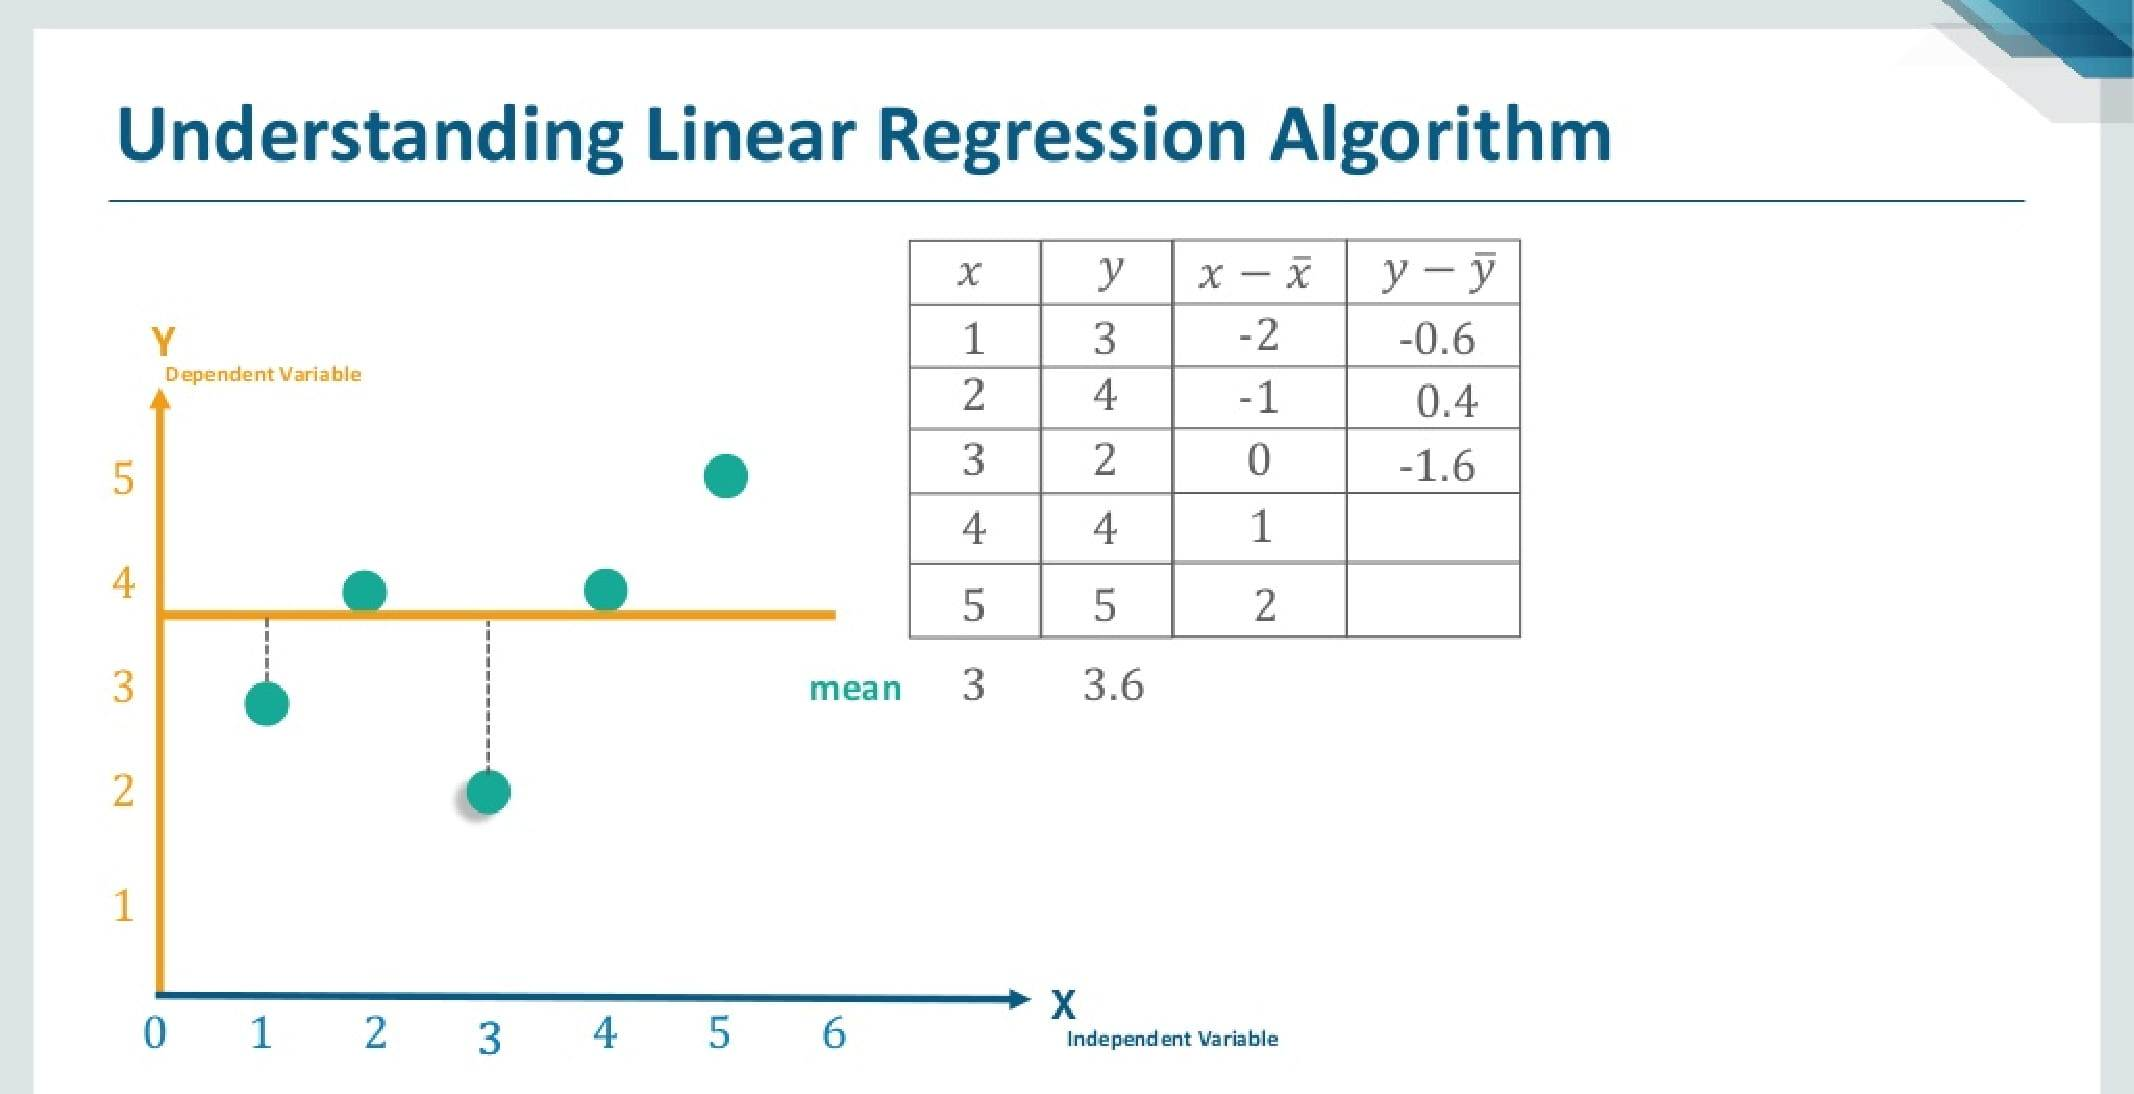 Understanding Linear Regression Algorithm
Y
Dependent Variable
5
4
3
2
1
0 1 2 3 4 5 6
X
Independent Variable
x y x − x̄ y − ȳ
1 3 -2 -0.6
2 4 -1 0.4
3 2 0 -1.6
4 4 1
5 5 2
mean 3 3.6